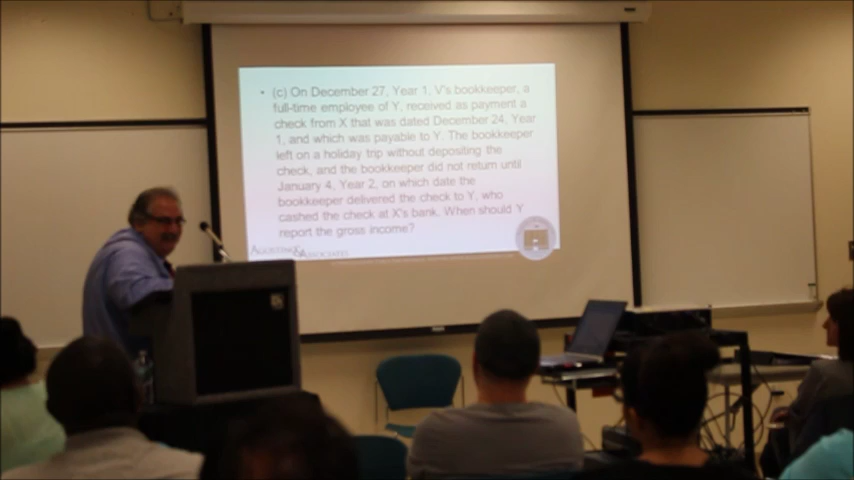 • (c) On December 27, Year 1, V's bookkeeper, a
full-time employee of Y, received as payment a
check from X that was dated December 24, Year
1, and which was payable to Y. The bookkeeper
left on a holiday trip without depositing the
check, and the bookkeeper did not return until
January 4, Year 2, on which date the
bookkeeper delivered the check to Y, who
cashed the check at X's bank. When should Y
report the gross income?
& ASSOCIATES